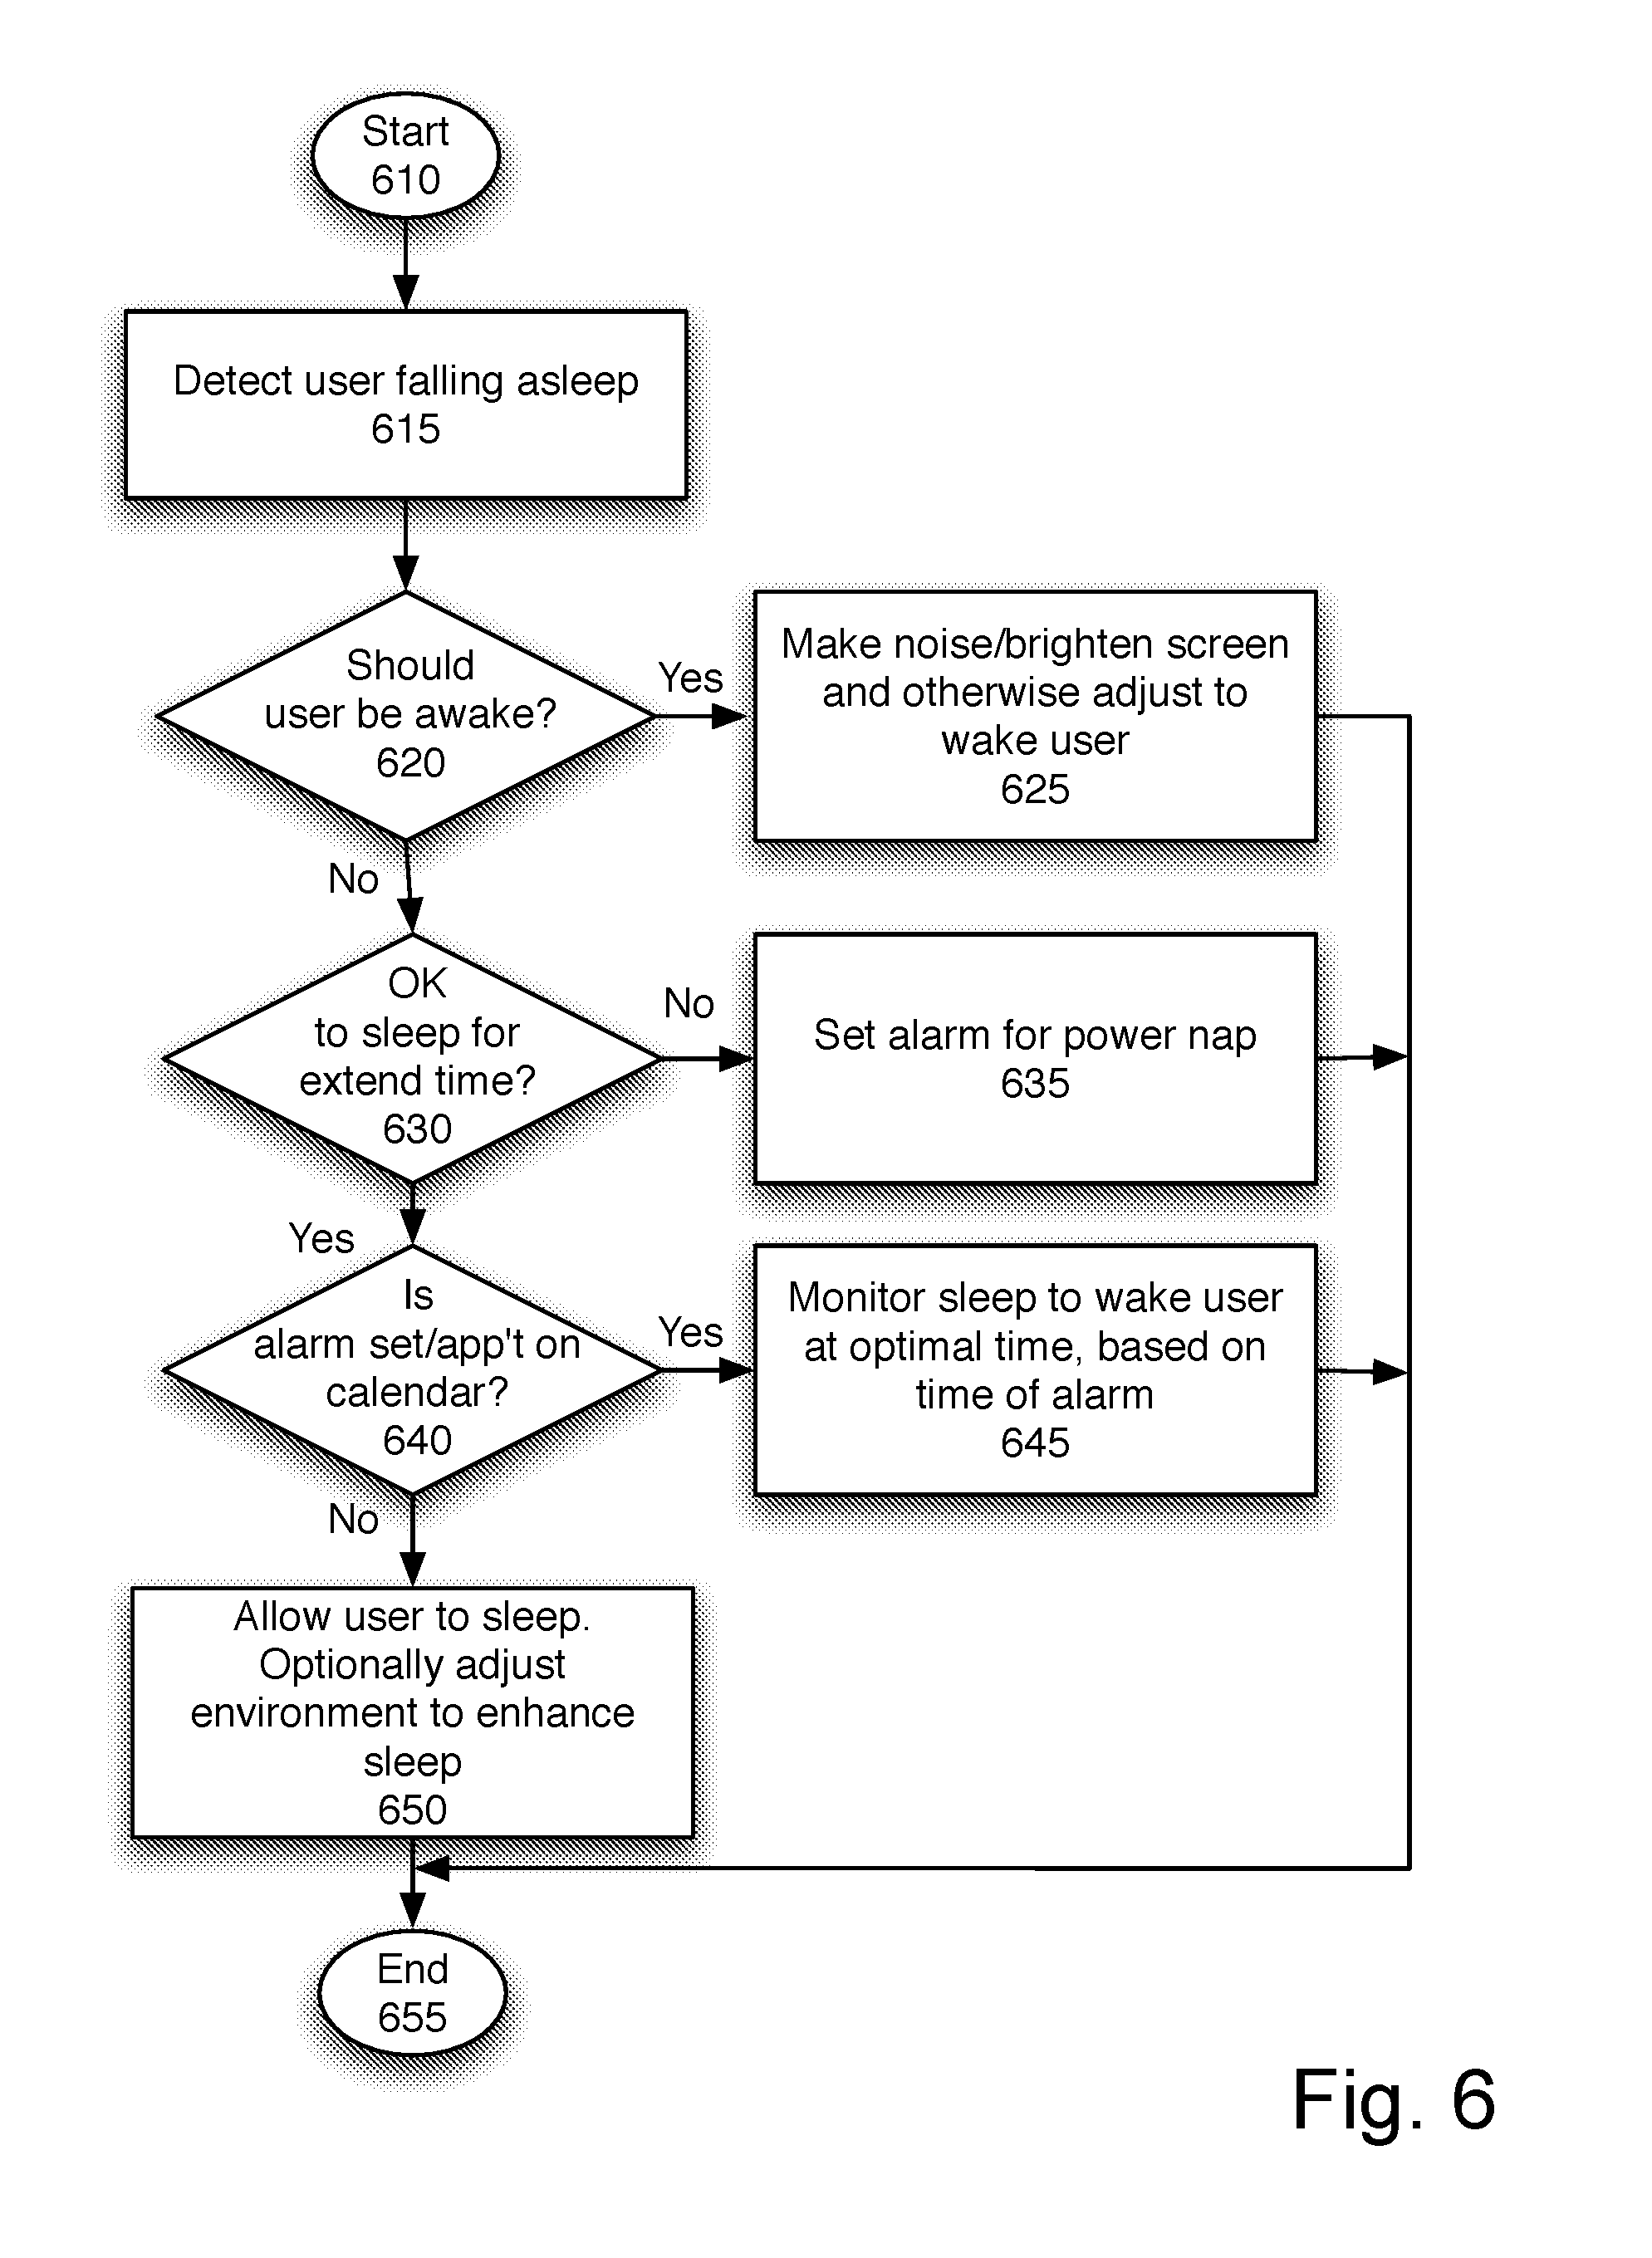 Start
610
Detect user falling asleep
615
Should
user be awake?
620
Yes
Make noise/brighten screen
and otherwise adjust to
wake user
625
No
OK
to sleep for
extend time?
630
No
Set alarm for power nap
635
Yes
Is
alarm set/app't on
calendar?
640
Yes
Monitor sleep to wake user
at optimal time, based on
time of alarm
645
No
Allow user to sleep.
Optionally adjust
environment to enhance
sleep
650
End
655
Fig. 6